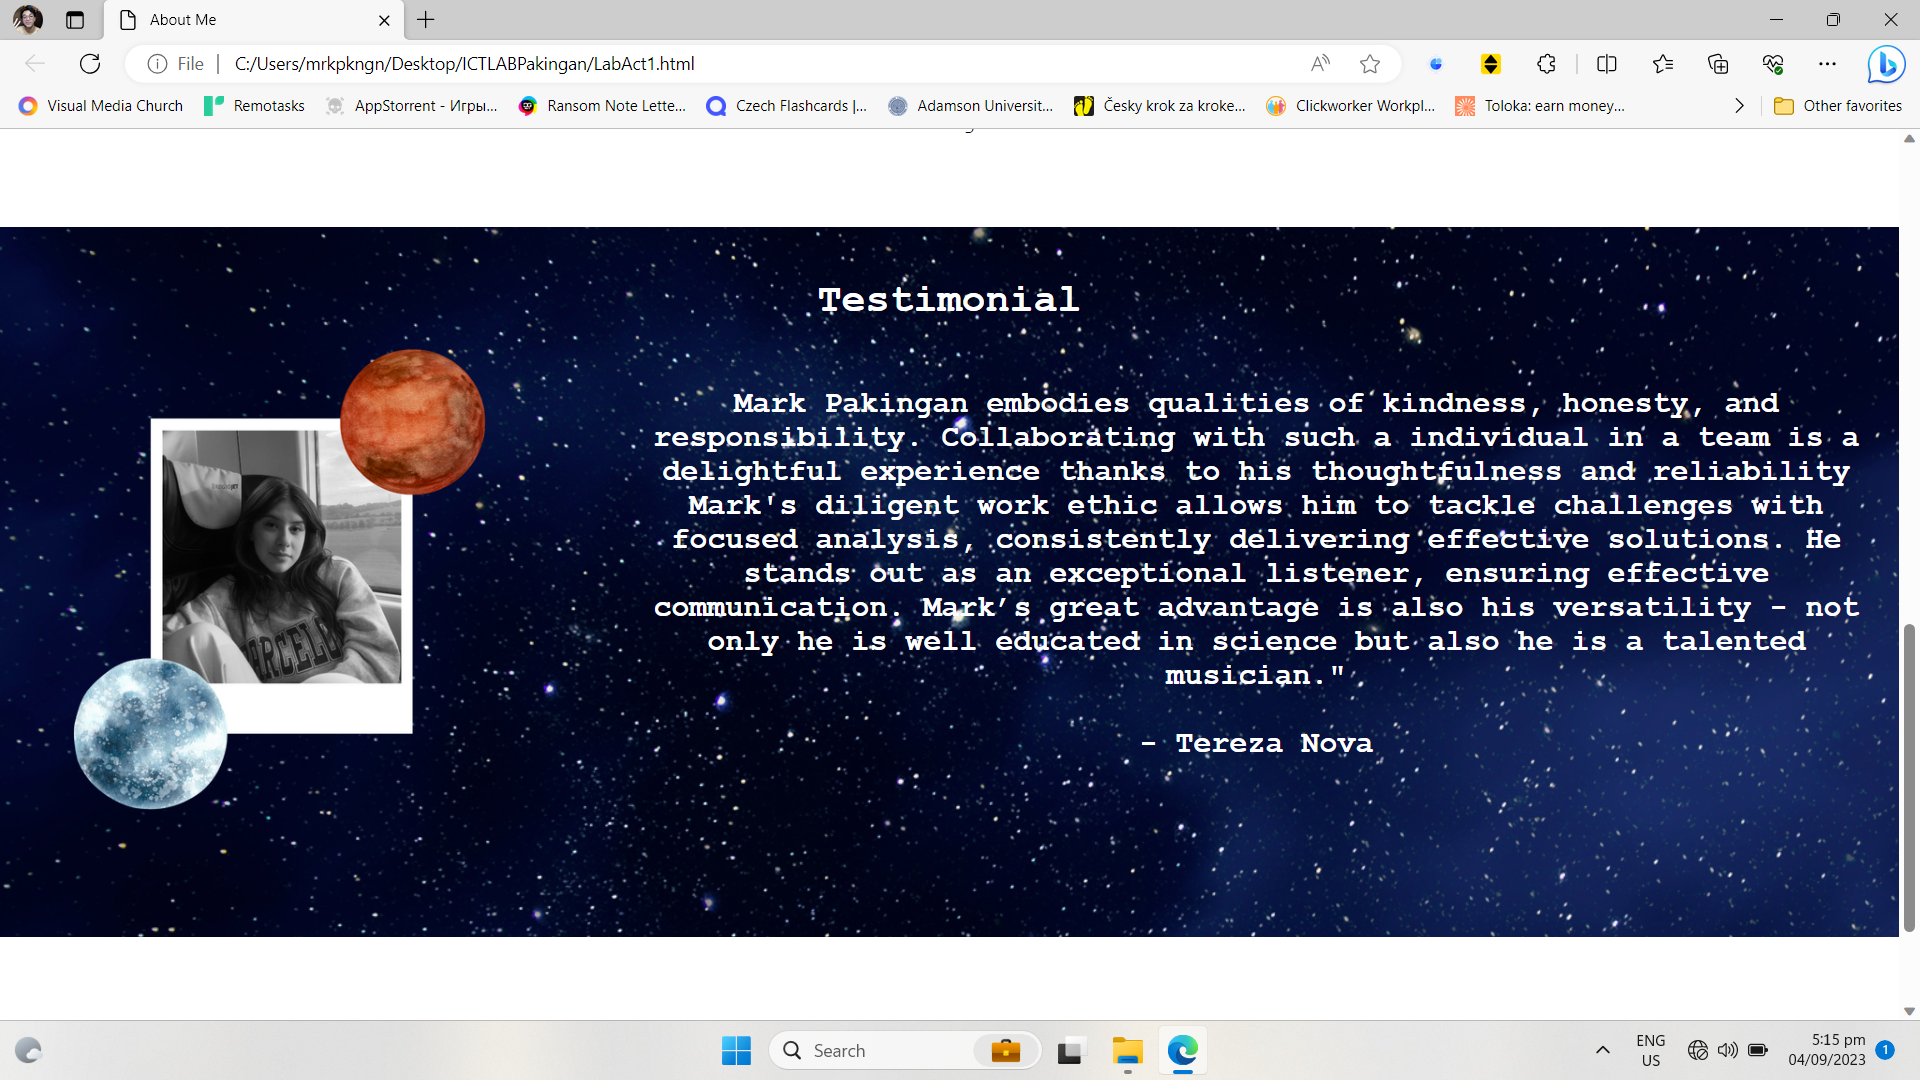 About Me
File
C:/Users/mrkpkngn/Desktop/ICTLABPakingan/LabAct1.html
Visual Media Church
Remotasks
AppStorrent - Игры...
Ransom Note Lette...
Czech Flashcards |...
Adamson Universit...
Česky krok za kroke...
Clickworker Workpl...
Toloka: earn money...
Other favorites
Testimonial
Mark Pakingan embodies qualities of kindness, honesty, and
responsibility. Collaborating with such a individual in a team is a
delightful experience thanks to his thoughtfulness and reliability
Mark's diligent work ethic allows him to tackle challenges with
focused analysis, consistently delivering effective solutions. He
stands out as an exceptional listener, ensuring effective
communication. Mark’s great advantage is also his versatility - not
only he is well educated in science but also he is a talented
musician."
- Tereza Nova
Search
ENG
US
5:15 pm
04/09/2023
1